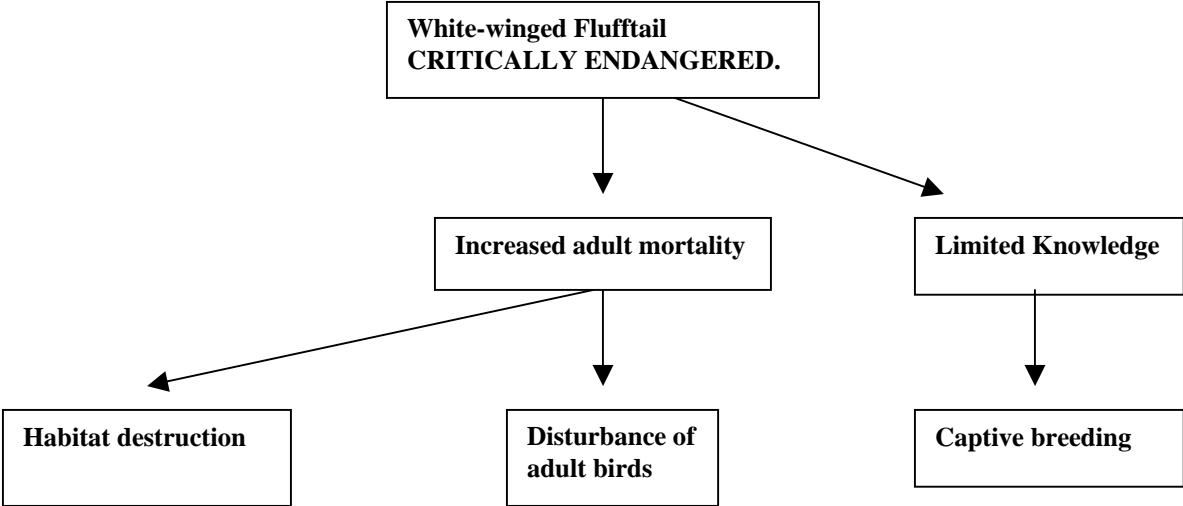 White-winged Flufftail
CRITICALLY ENDANGERED.
Increased adult mortality
Limited Knowledge
Habitat destruction
Disturbance of
adult birds
Captive breeding